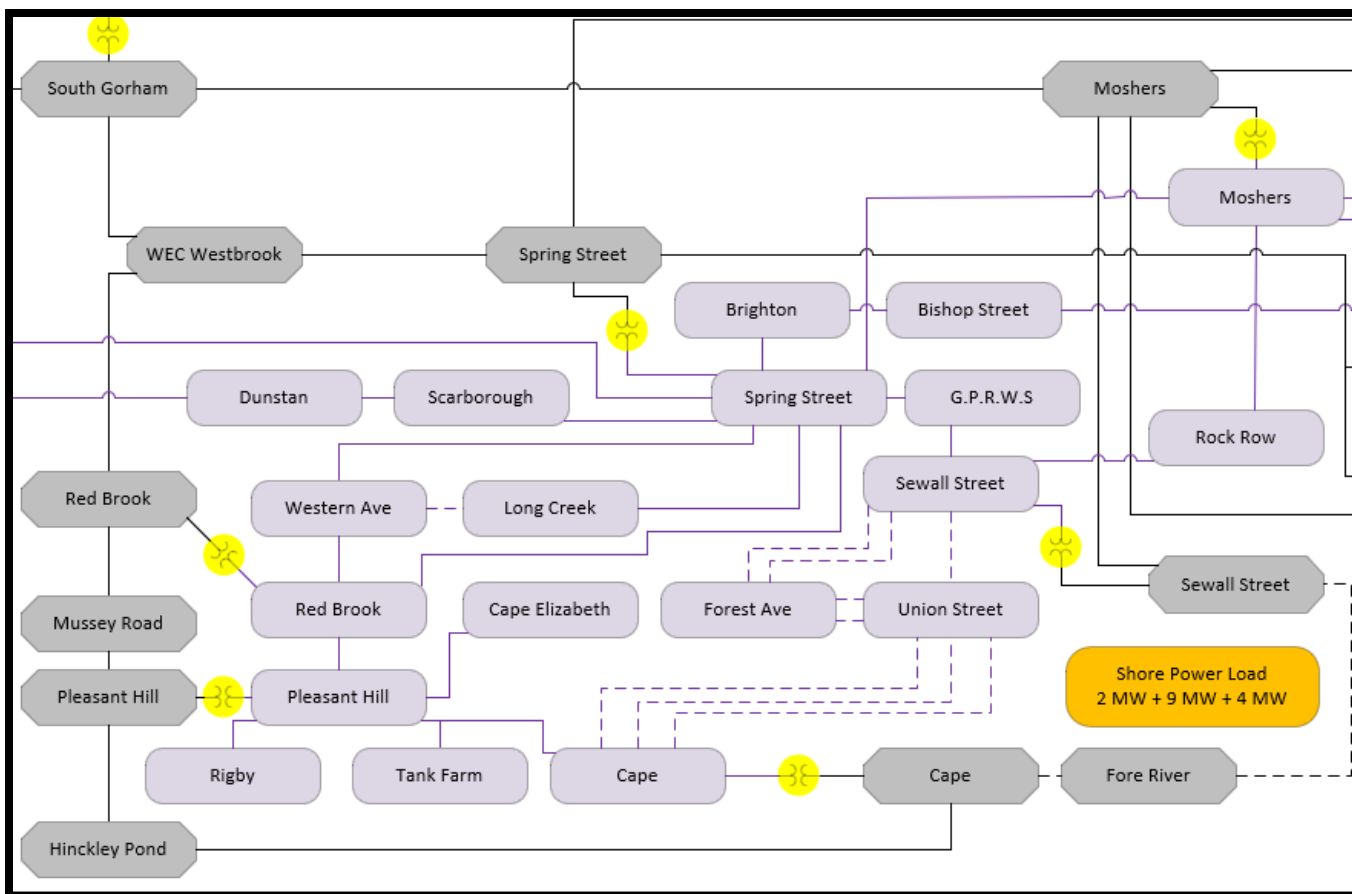 South Gorham
Moshers
Moshers
WEC Westbrook
Spring Street
Brighton
Bishop Street
Dunstan
Scarborough
Spring Street
G.P.R.W.S
Rock Row
Red Brook
Western Ave
Long Creek
Sewall Street
Sewall Street
Red Brook
Cape Elizabeth
Forest Ave
Union Street
Mussey Road
Pleasant Hill
Pleasant Hill
Shore Power Load
2 MW + 9 MW + 4 MW
Rigby
Tank Farm
Cape
Cape
Fore River
Hinckley Pond